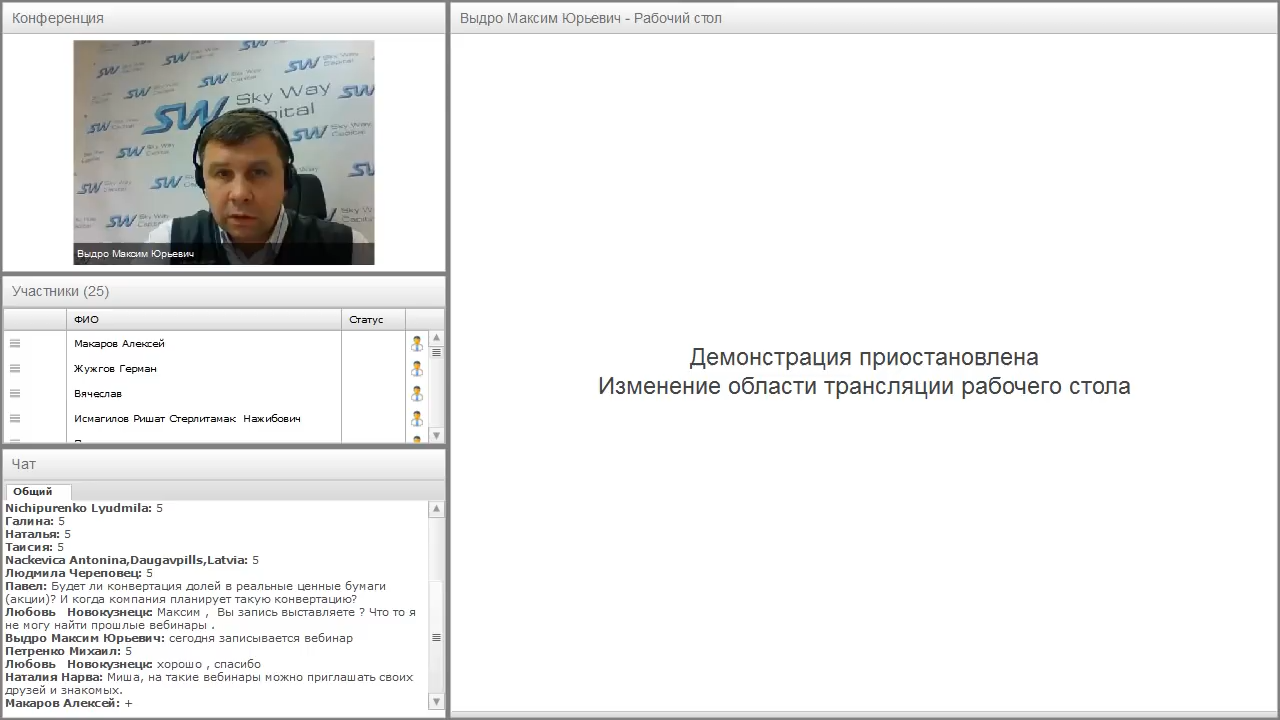 Конференция
Sky Way
Capital
SW
Выдро Максим Юрьевич
Участники (25)
ФИО
Статус
Макаров Алексей
Жужгов Герман
Вячеслав
Исмагилов Ришат Стерлитамак Нажибович
Чат
Общий
Nichipurenko Lyudmila: 5
Галина: 5
Наталья: 5
Таисия: 5
Nackevica Antonina,Daugavpills,Latvia: 5
Людмила Череповец: 5
Павел: Будет ли конвертация долей в реальные ценные бумаги
(акции)? И когда компания планирует такую конвертацию?
Любовь Новокузнецк: Максим , Вы запись выставляете ? Что то я
не могу найти прошлые вебинары .
Выдро Максим Юрьевич: сегодня записывается вебинар
Петренко Михаил: 5
Любовь Новокузнецк: хорошо , спасибо
Наталия Нарва: Миша, на такие вебинары можно приглашать своих
друзей и знакомых.
Макаров Алексей: +
Выдро Максим Юрьевич - Рабочий стол
Демонстрация приостановлена
Изменение области трансляции рабочего стола